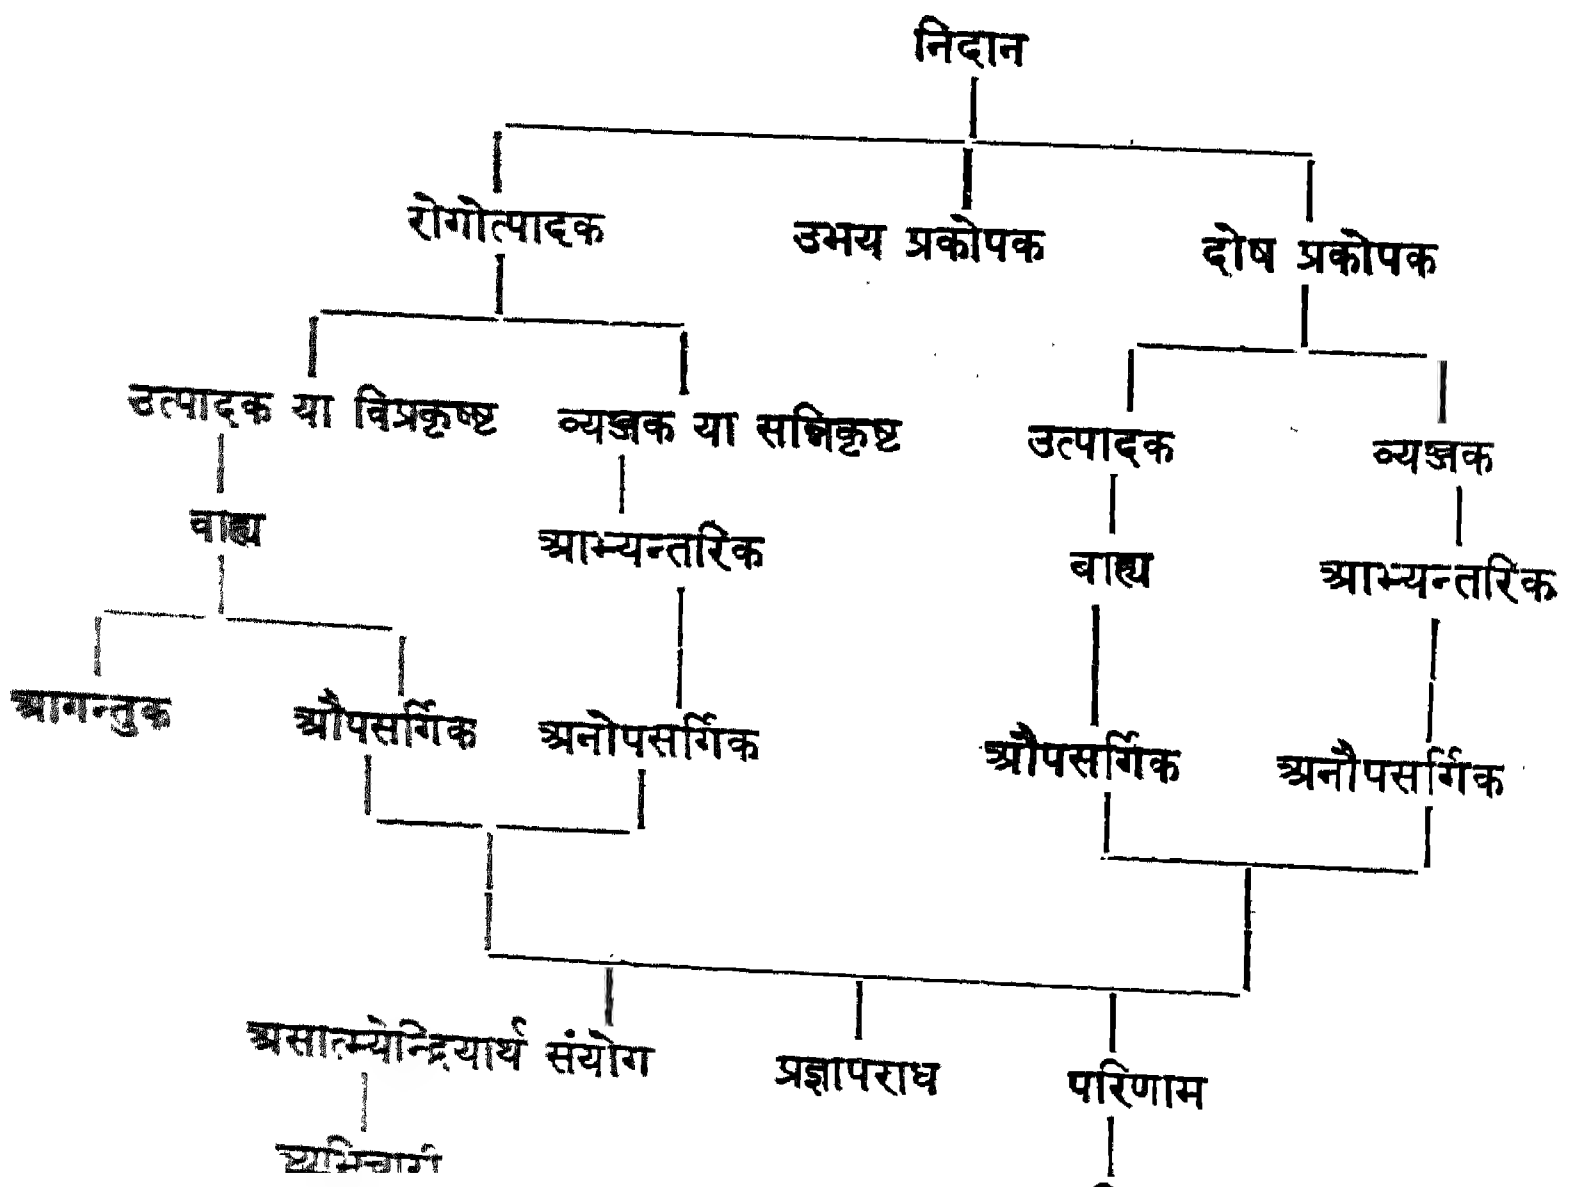 निदान
रोगोत्पादक उभय प्रकोपक दोष प्रकोपक
उत्पादक या विप्रकृष्ट व्यञ्जक या सन्निकृष्ट उत्पादक व्यञ्जक
वाह्य आभ्यन्तरिक बाह्य आभ्यन्तरिक
आगन्तुक औपसर्गिक अनोपसर्गिक औपसर्गिक अनौपसर्गिक
असात्म्येन्द्रियार्थ संयोग प्रज्ञापराध परिणाम